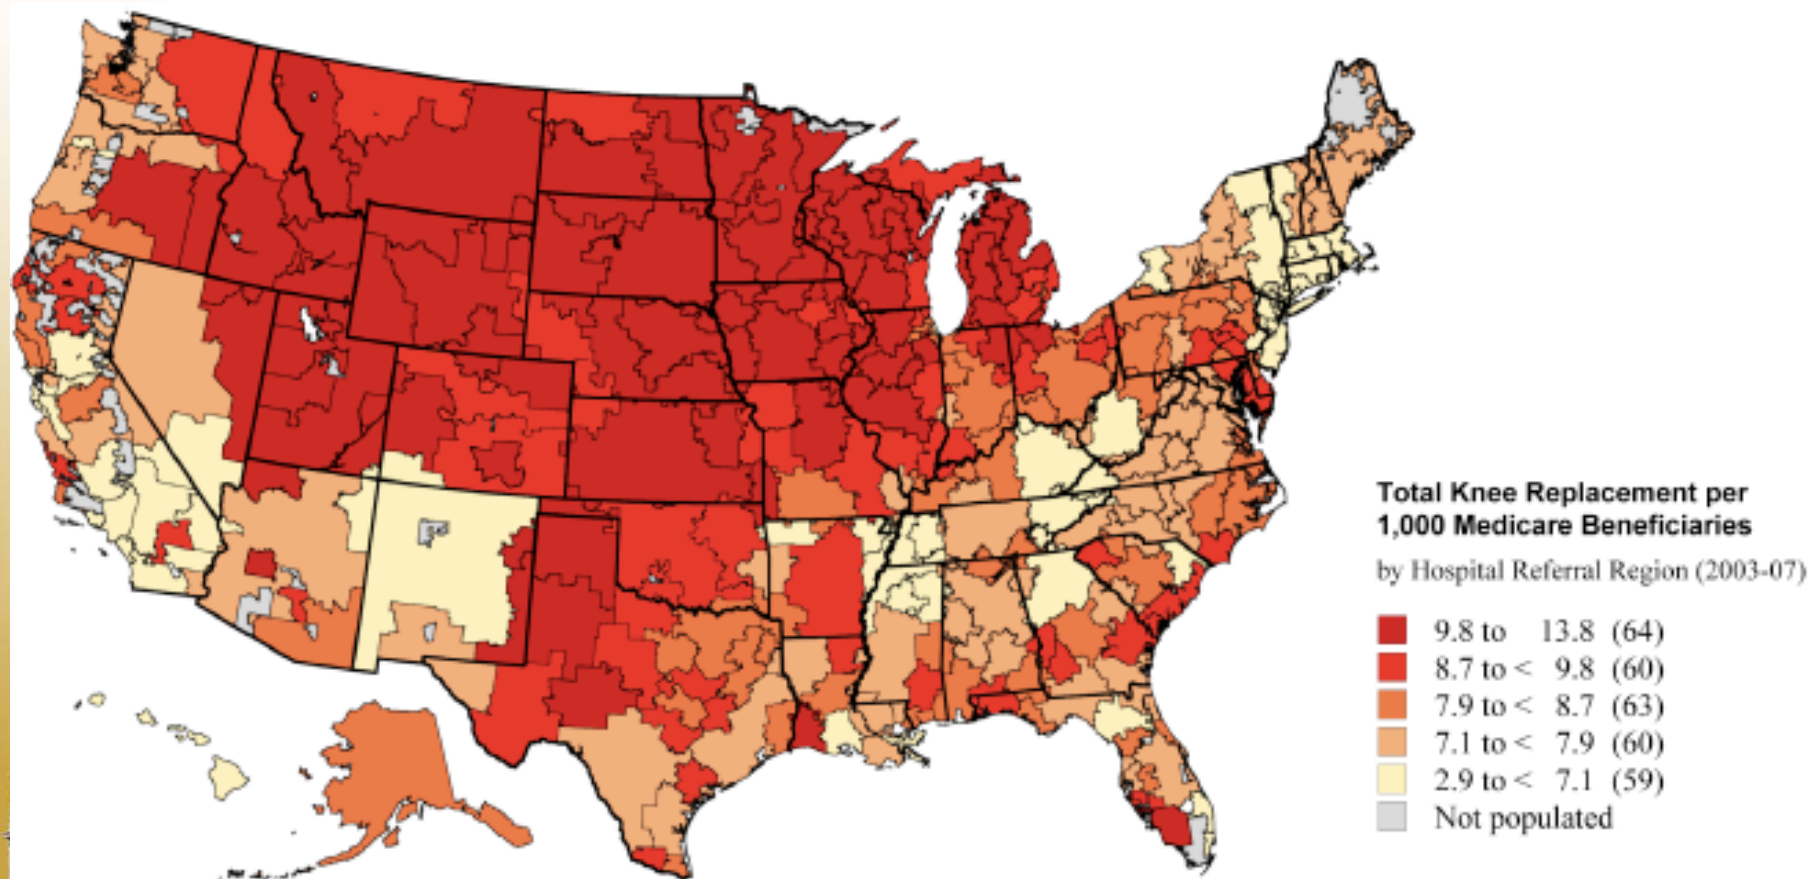 Total Knee Replacement per
1,000 Medicare Beneficiaries
by Hospital Referral Region (2003-07)
9.8 to 13.8 (64)
8.7 to < 9.8 (60)
7.9 to < 8.7 (63)
7.1 to < 7.9 (60)
2.9 to < 7.1 (59)
Not populated